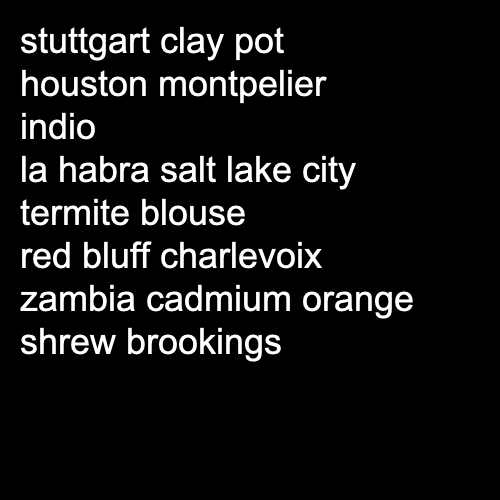 stuttgart clay pot
houston montpelier
indio
la habra salt lake city
termite blouse
red bluff charlevoix
zambia cadmium orange
shrew brookings